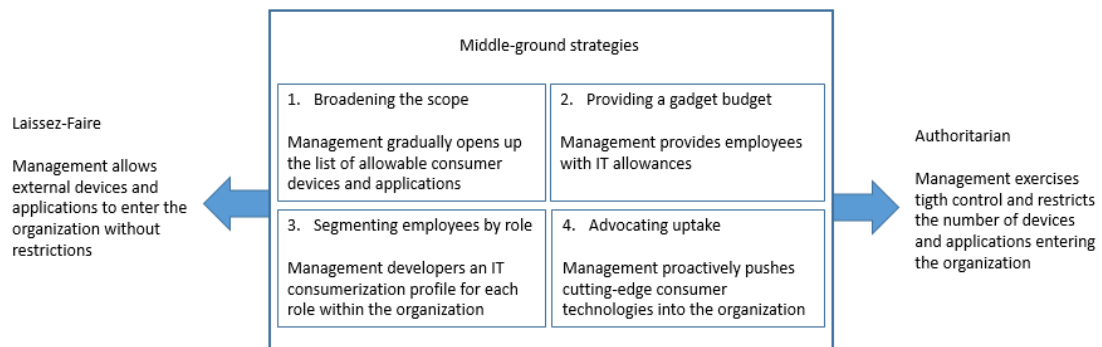 Middle-ground strategies
Laissez-Faire
Management allows
external devices and
applications to enter the
organization without
restrictions
1. Broadening the scope
Management gradually opens up
the list of allowable consumer
devices and applications
2. Providing a gadget budget
Management provides employees
with IT allowances
3. Segmenting employees by role
Management developers an IT
consumerization profile for each
role within the organization
4. Advocating uptake
Management proactively pushes
cutting-edge consumer
technologies into the organization
Authoritarian
Management exercises
tigth control and restricts
the number of devices
and applications entering
the organization